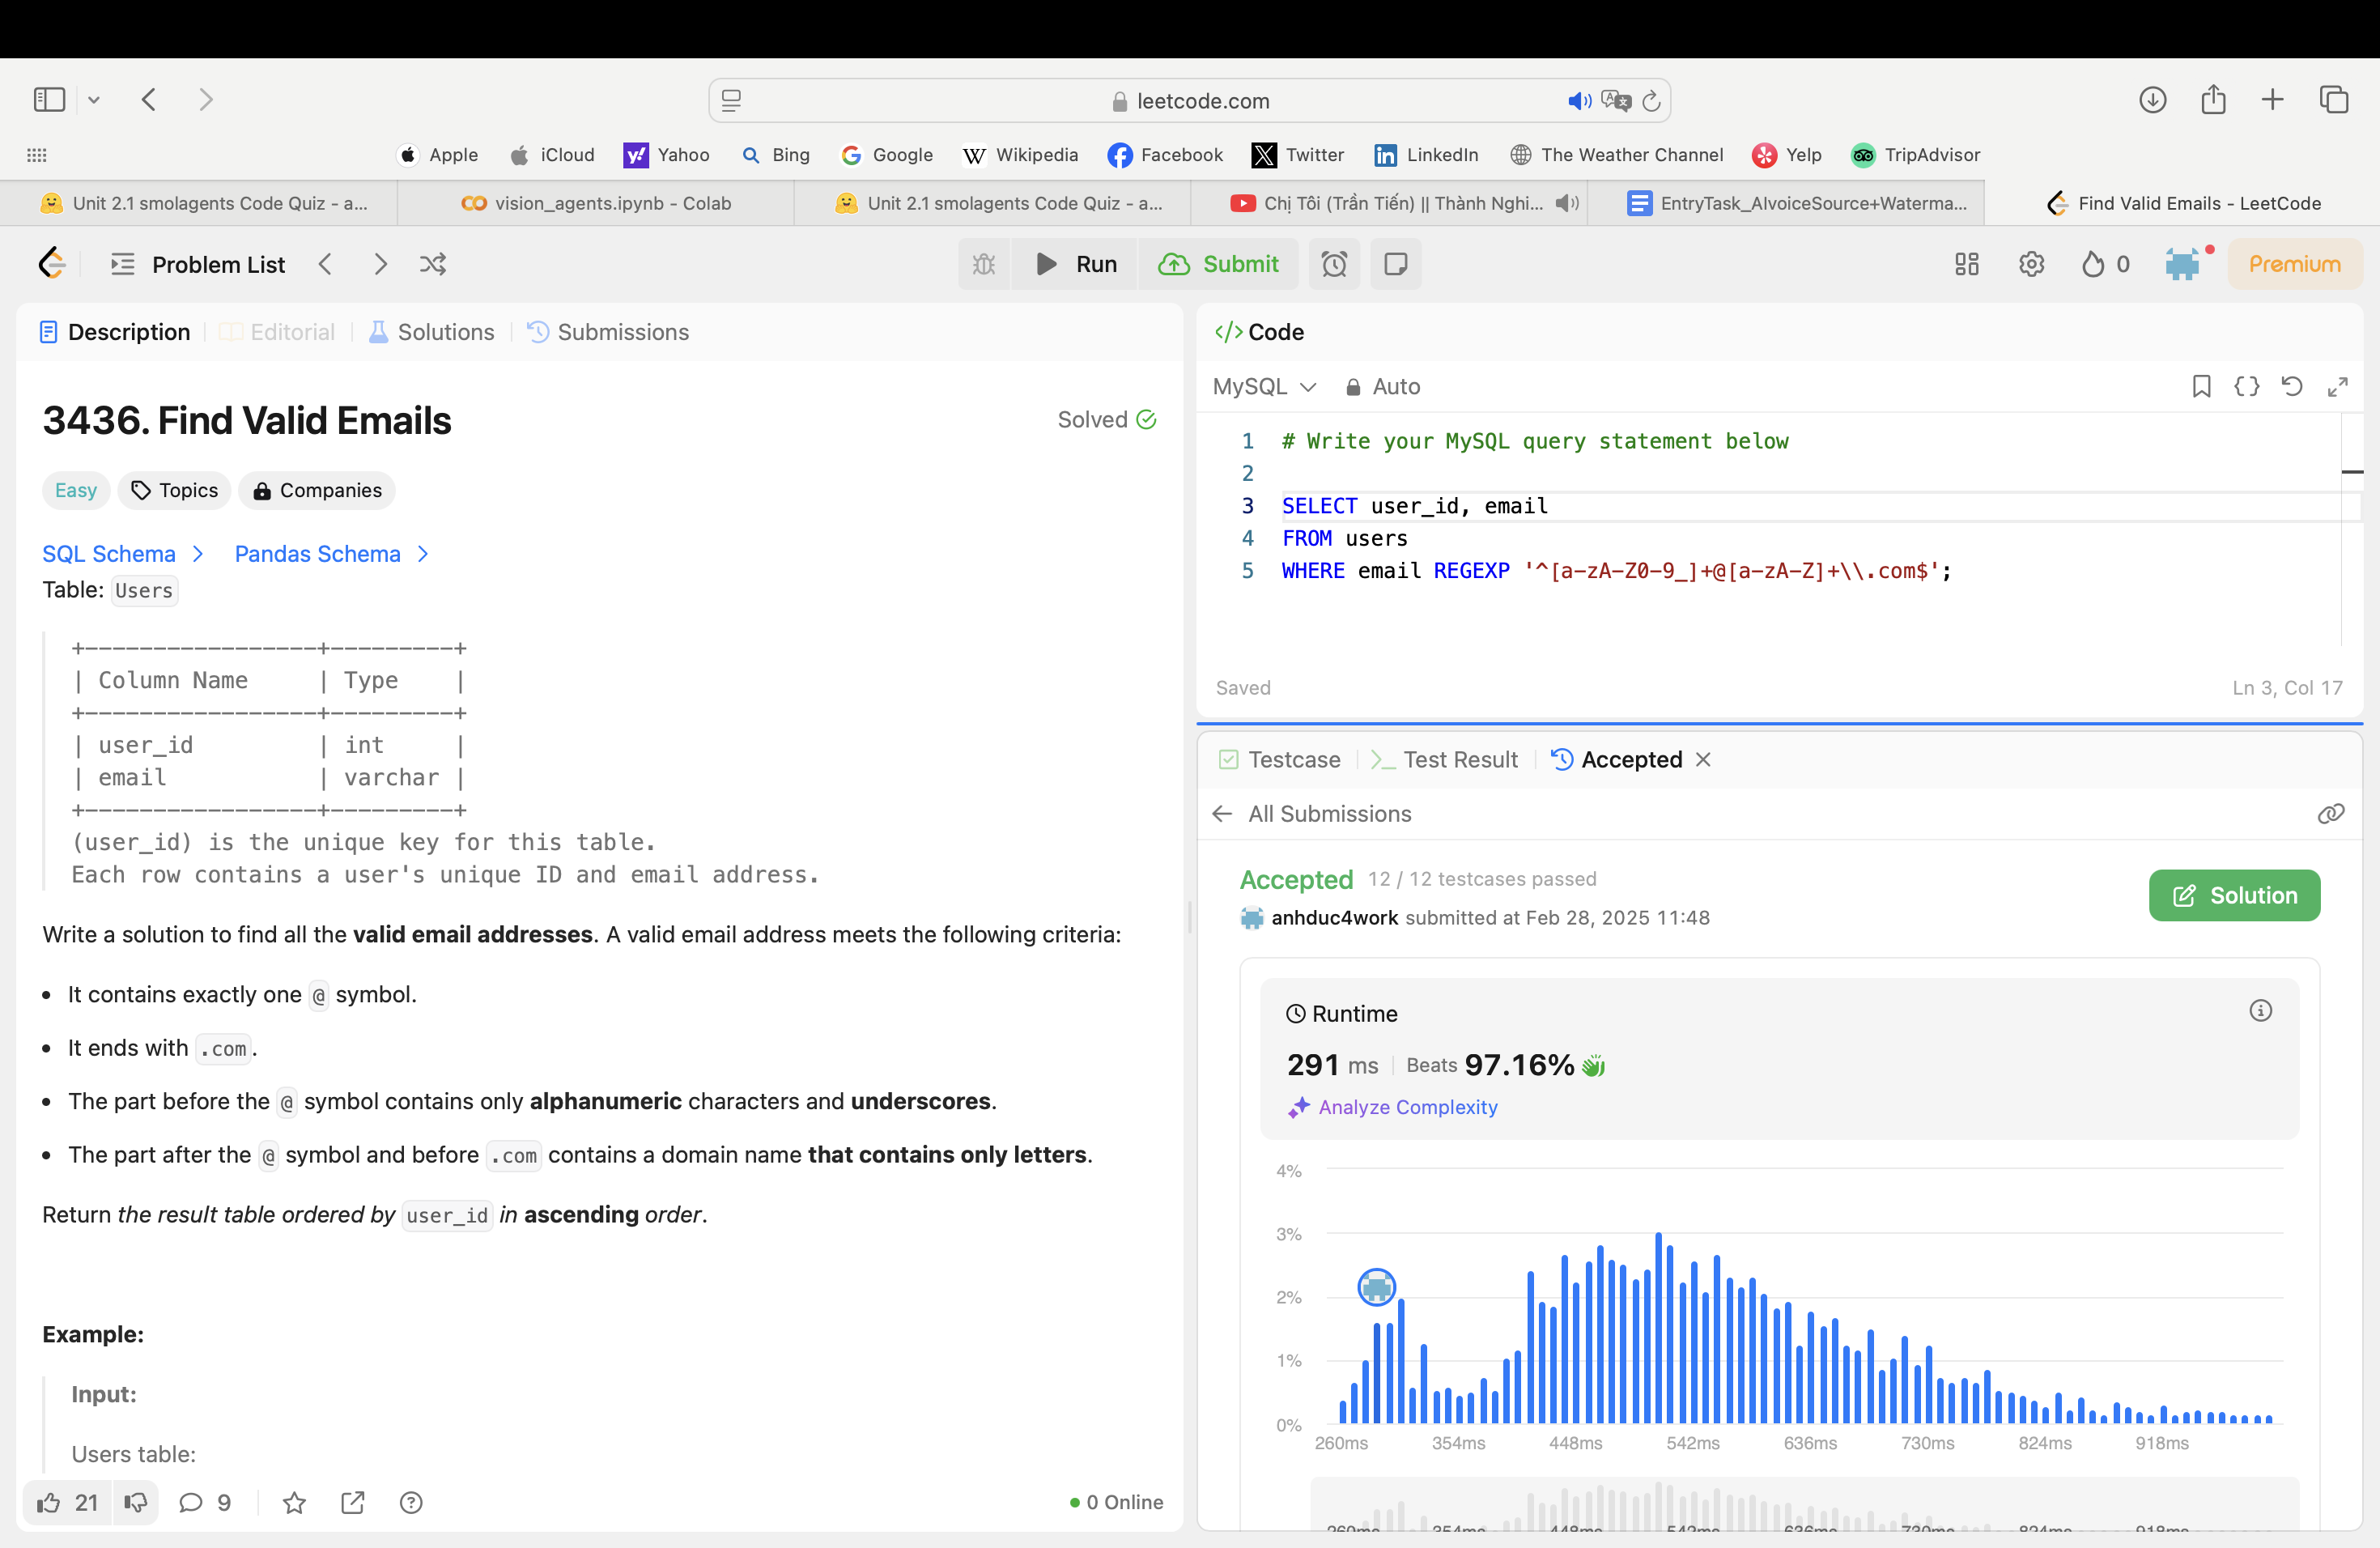 leetcode.com
Apple iCloud Yahoo Bing Google Wikipedia Facebook Twitter LinkedIn The Weather Channel Yelp TripAdvisor
Unit 2.1 smolagents Code Quiz - a... vision_agents.ipynb - Colab Unit 2.1 smolagents Code Quiz - a... Chị Tôi (Trần Tiến) || Thành Nghi... EntryTask_AIvoiceSource+Waterma... Find Valid Emails - LeetCode
Problem List Run Submit 0 Premium
Description Editorial Solutions Submissions
3436. Find Valid Emails
Solved
Easy Topics Companies
SQL Schema > Pandas Schema >
Table: Users
+-----------------+---------+
| Column Name     | Type    |
+-----------------+---------+
| user_id         | int     |
| email           | varchar |
+-----------------+---------+
(user_id) is the unique key for this table.
Each row contains a user's unique ID and email address.
Write a solution to find all the valid email addresses. A valid email address meets the following criteria:
• It contains exactly one @ symbol.
• It ends with .com.
• The part before the @ symbol contains only alphanumeric characters and underscores.
• The part after the @ symbol and before .com contains a domain name that contains only letters.
Return the result table ordered by user_id in ascending order.
Example:
Input:
Users table:
21 9 0 Online
</> Code
MySQL Auto
1 # Write your MySQL query statement below
2
3 SELECT user_id, email
4 FROM users
5 WHERE email REGEXP '^[a-zA-Z0-9_]+@[a-zA-Z]+\\.com$';
Saved Ln 3, Col 17
Testcase Test Result Accepted
All Submissions
Accepted 12 / 12 testcases passed
anhduc4work submitted at Feb 28, 2025 11:48
Solution
Runtime
291 ms Beats 97.16%
Analyze Complexity
4%
3%
2%
1%
0%
260ms 354ms 448ms 542ms 636ms 730ms 824ms 918ms
260ms 354ms 448ms 542ms 636ms 730ms 824ms 918ms